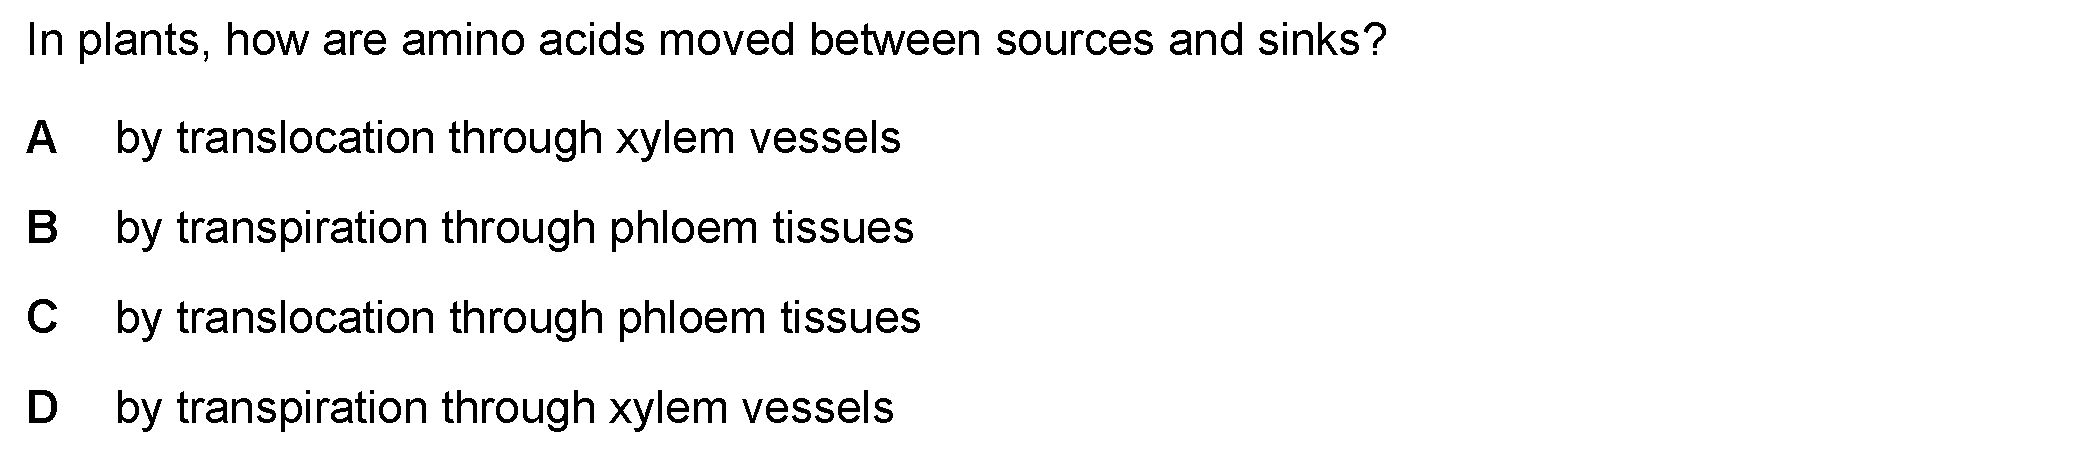 In plants, how are amino acids moved between sources and sinks?
A by translocation through xylem vessels
B by transpiration through phloem tissues
C by translocation through phloem tissues
D by transpiration through xylem vessels